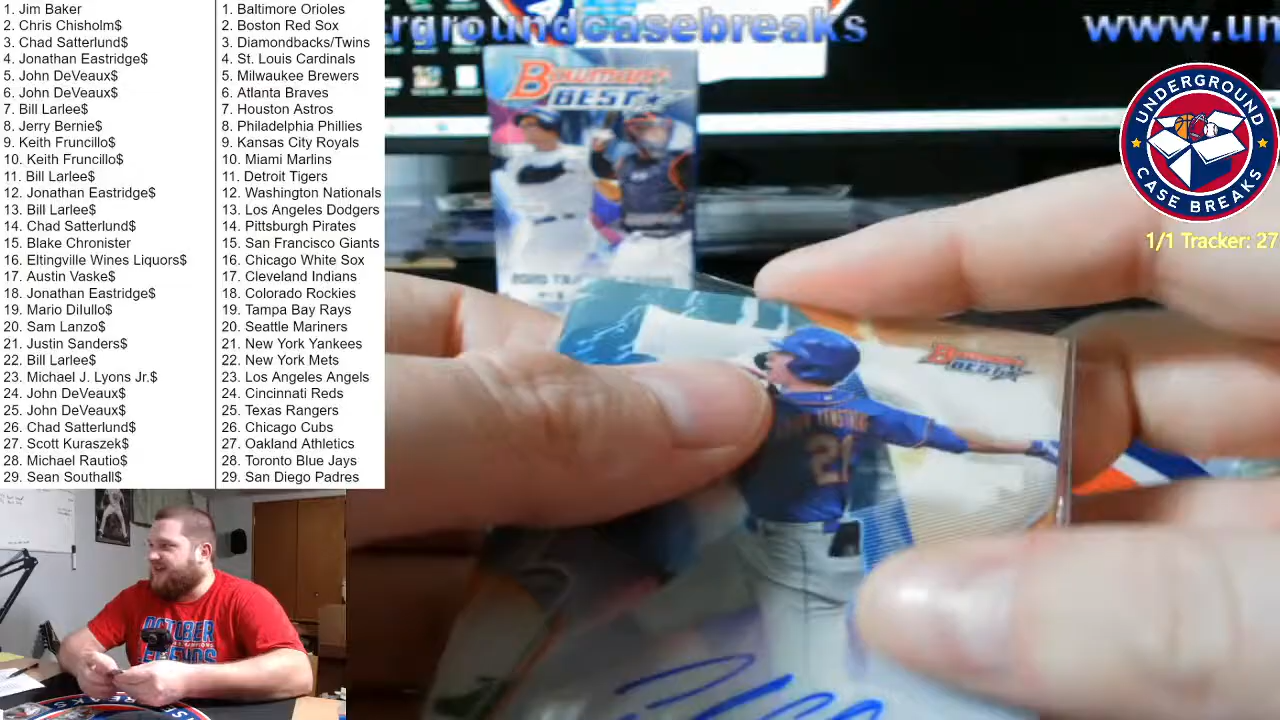 1. Jim Baker
2. Chris Chisholm$
3. Chad Satterlund$
4. Jonathan Eastridge$
5. John DeVeaux$
6. John DeVeaux$
7. Bill Larlee$
8. Jerry Bernie$
9. Keith Fruncillo$
10. Keith Fruncillo$
11. Bill Larlee$
12. Jonathan Eastridge$
13. Bill Larlee$
14. Chad Satterlund$
15. Blake Chronister
16. Eltingville Wines Liquors$
17. Austin Vaske$
18. Jonathan Eastridge$
19. Mario DiIullo$
20. Sam Lanzo$
21. Justin Sanders$
22. Bill Larlee$
23. Michael J. Lyons Jr.$
24. John DeVeaux$
25. John DeVeaux$
26. Chad Satterlund$
27. Scott Kuraszek$
28. Michael Rautio$
29. Sean Southall$
1. Baltimore Orioles
2. Boston Red Sox
3. Diamondbacks/Twins
4. St. Louis Cardinals
5. Milwaukee Brewers
6. Atlanta Braves
7. Houston Astros
8. Philadelphia Phillies
9. Kansas City Royals
10. Miami Marlins
11. Detroit Tigers
12. Washington Nationals
13. Los Angeles Dodgers
14. Pittsburgh Pirates
15. San Francisco Giants
16. Chicago White Sox
17. Cleveland Indians
18. Colorado Rockies
19. Tampa Bay Rays
20. Seattle Mariners
21. New York Yankees
22. New York Mets
23. Los Angeles Angels
24. Cincinnati Reds
25. Texas Rangers
26. Chicago Cubs
27. Oakland Athletics
28. Toronto Blue Jays
29. San Diego Padres
rgroundcasebreaks
www.un
UNDERGROUND
CASE BREAKS
1/1 Tracker: 27
Bowman's
BEST
Bowman's
BEST
21
OCTOBER